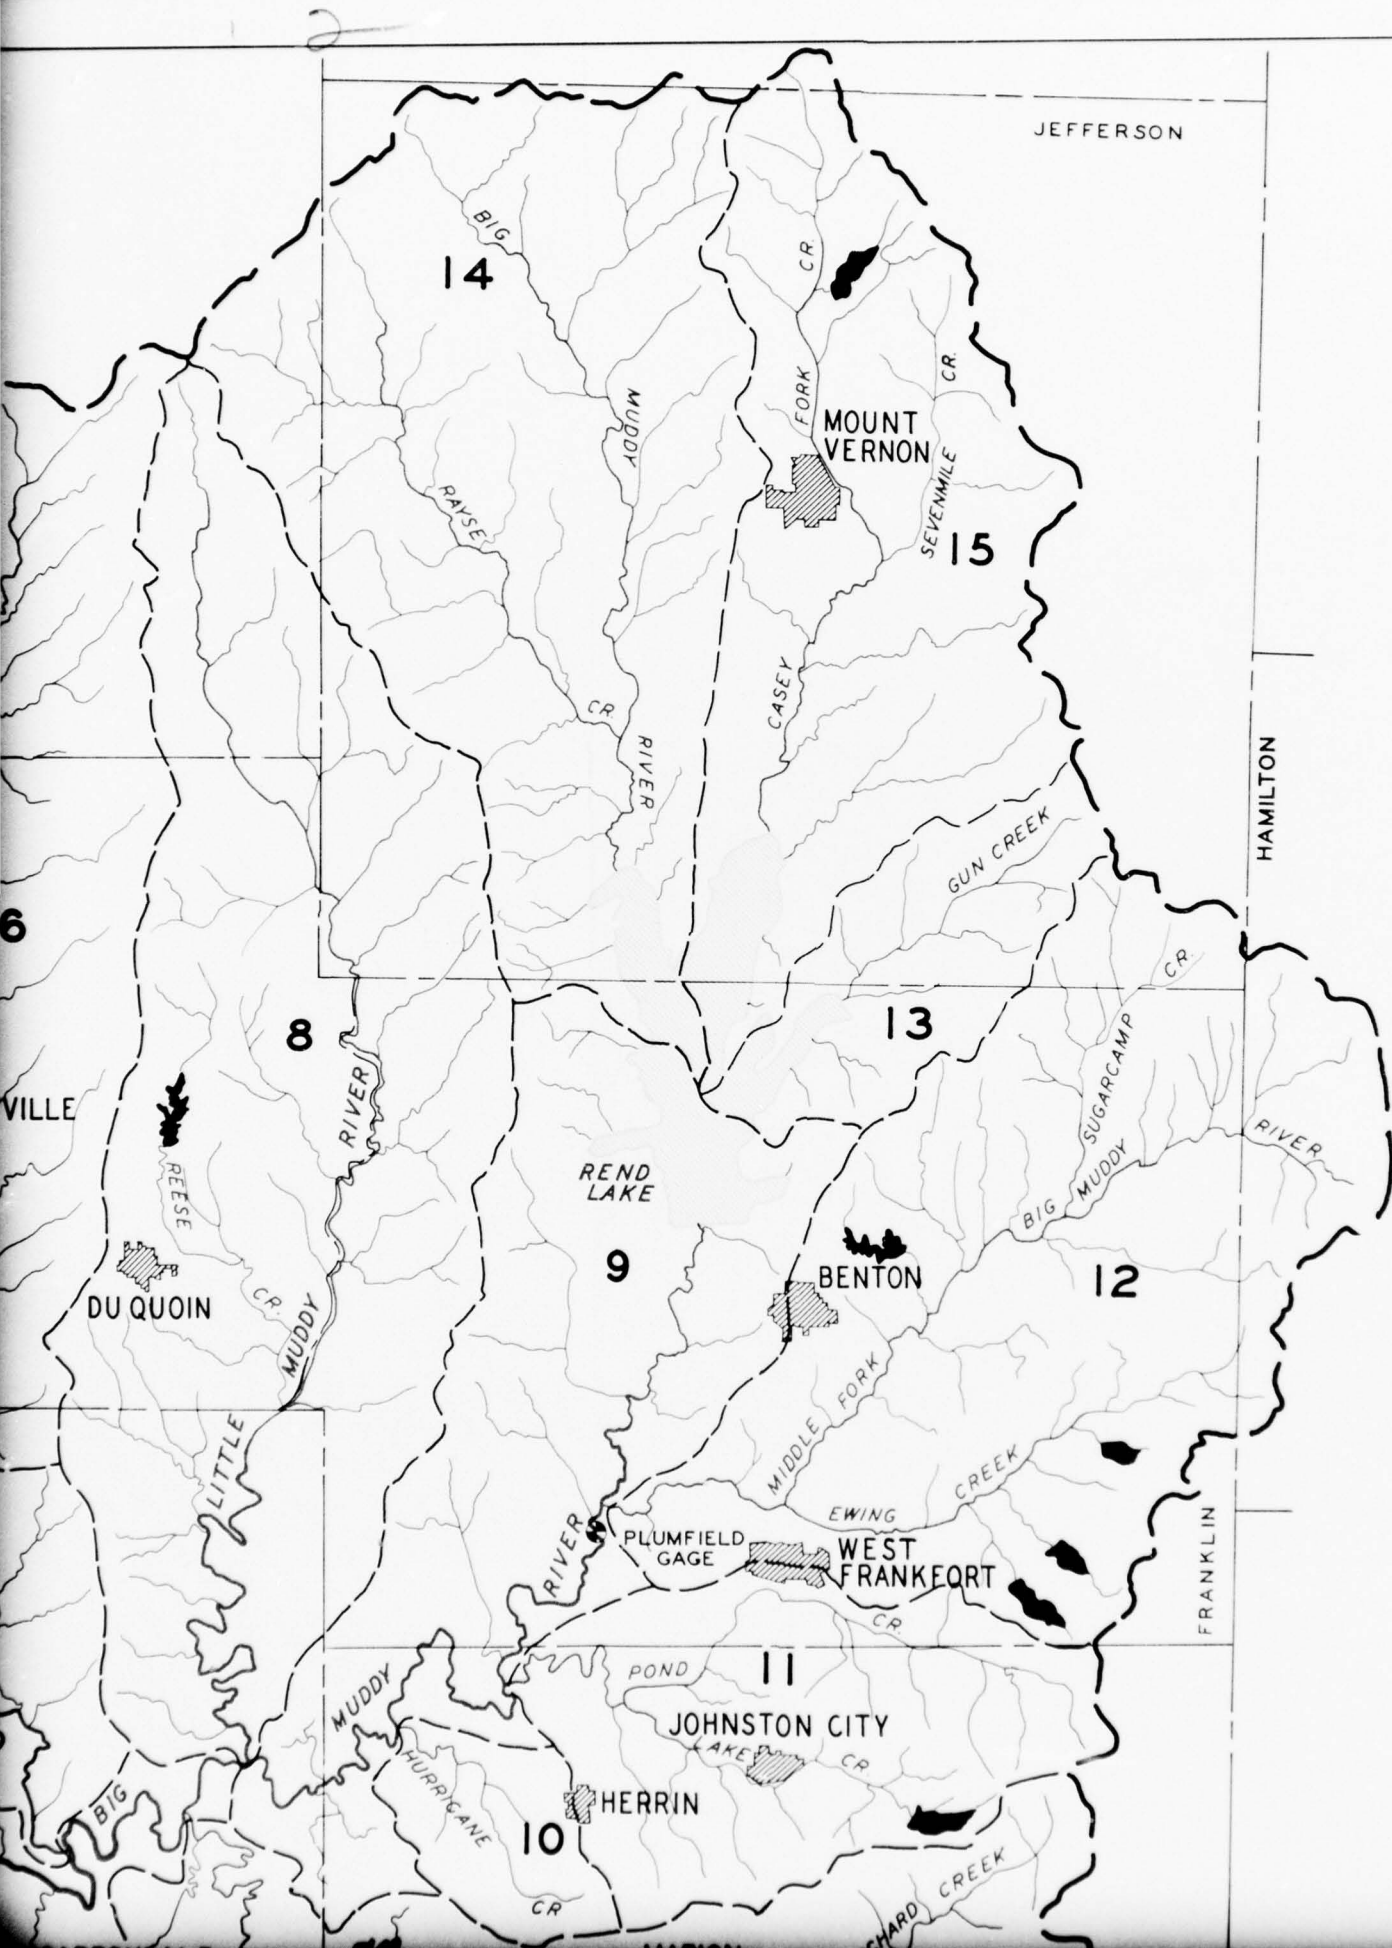 2
JEFFERSON
BIG
14
CR.
CR.
FORK
MUDDY
MOUNT
VERNON
RAYSE
SEVENMILE
15
CASEY
CR.
RIVER
HAMILTON
GUN CREEK
6
CR.
8
13
SUGARCAMP
RIVER
VILLE
RIVER
MUDDY
REND
LAKE
REESE
BIG
9
BENTON
12
DU QUOIN
CR.
MUDDY
MIDDLE FORK
LITTLE
CREEK
EWING
FRANKLIN
RIVER
PLUMFIELD
GAGE
WEST
FRANKFORT
CR.
POND
11
MUDDY
JOHNSTON CITY
LAKE
CR.
HURRICANE
BIG
HERRIN
10
CREEK
CR
CHARD
MARION